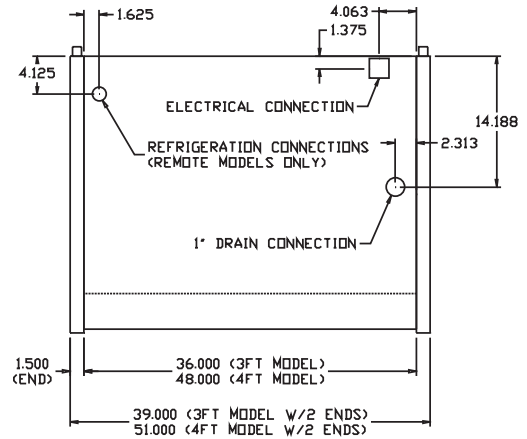 4.063
1.625
1.375
4.125
ELECTRICAL CONNECTION
14.188
REFRIGERATION CONNECTIONS
(REMOTE MODELS ONLY)
2.313
1" DRAIN CONNECTION
1.500
(END)
36.000 (3FT MODEL)
48.000 (4FT MODEL)
39.000 (3FT MODEL W/2 ENDS)
51.000 (4FT MODEL W/2 ENDS)